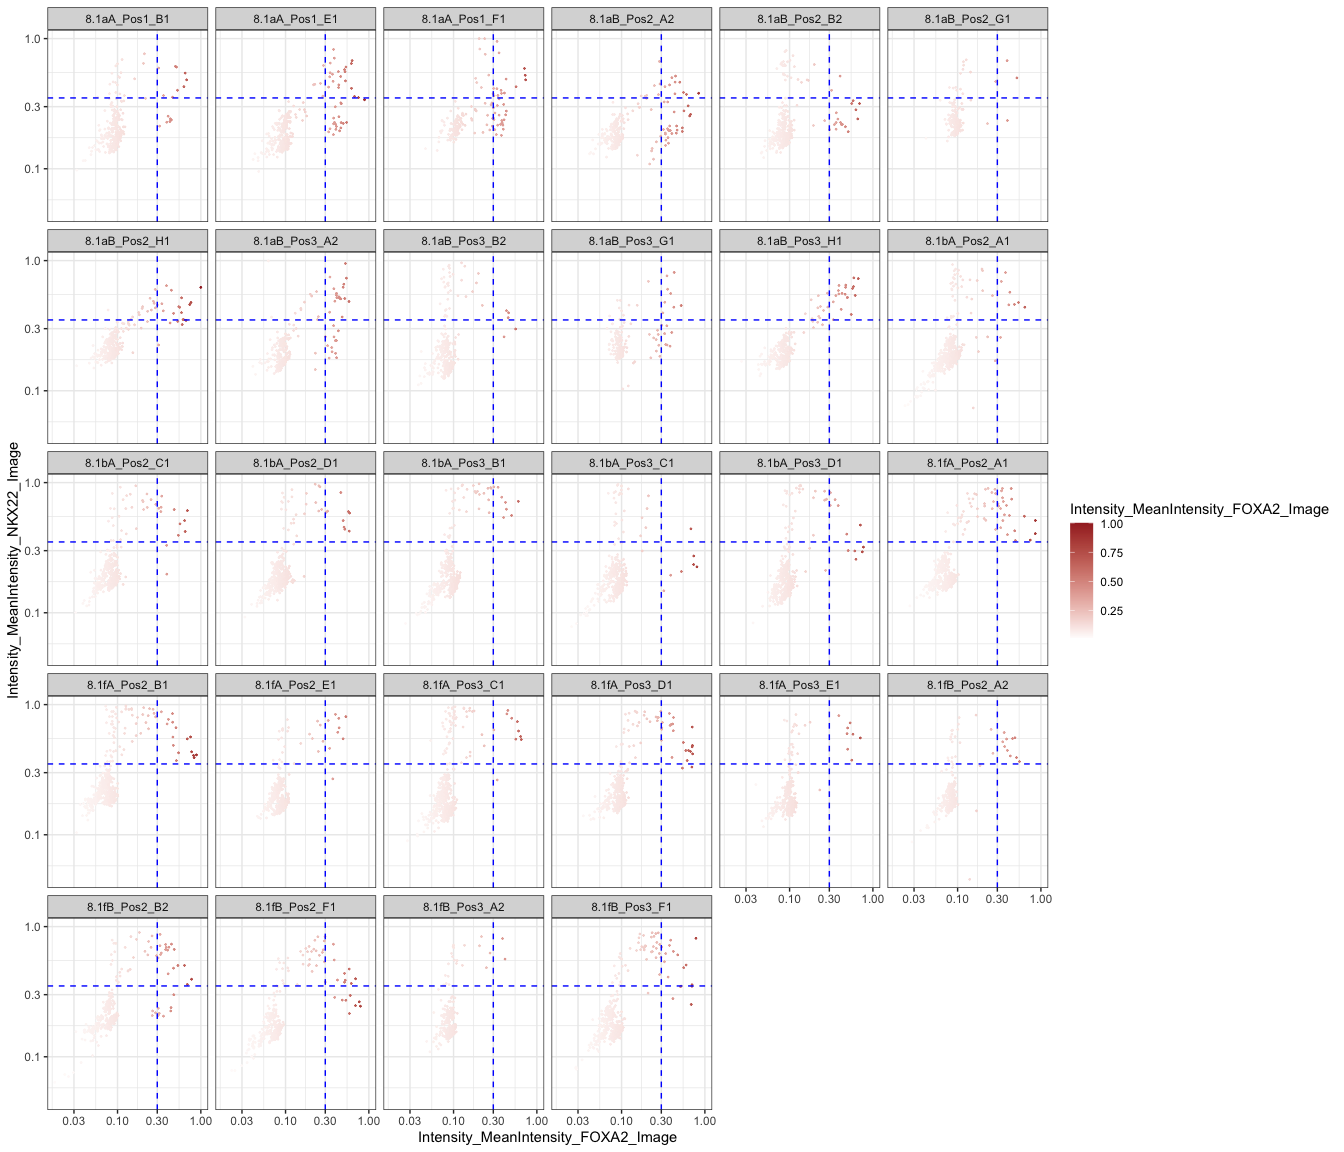 8.1aA_Pos1_B1 8.1aA_Pos1_E1 8.1aA_Pos1_F1 8.1aB_Pos2_A2 8.1aB_Pos2_B2 8.1aB_Pos2_G1
1.0
0.3
0.1
8.1aB_Pos2_H1 8.1aB_Pos3_A2 8.1aB_Pos3_B2 8.1aB_Pos3_G1 8.1aB_Pos3_H1 8.1bA_Pos2_A1
1.0
0.3
0.1
8.1bA_Pos2_C1 8.1bA_Pos2_D1 8.1bA_Pos3_B1 8.1bA_Pos3_C1 8.1bA_Pos3_D1 8.1fA_Pos2_A1
1.0
0.3
0.1
8.1fA_Pos2_B1 8.1fA_Pos2_E1 8.1fA_Pos3_C1 8.1fA_Pos3_D1 8.1fA_Pos3_E1 8.1fB_Pos2_A2
1.0
0.3
0.1
0.03 0.10 0.30 1.00 0.03 0.10 0.30 1.00
8.1fB_Pos2_B2 8.1fB_Pos2_F1 8.1fB_Pos3_A2 8.1fB_Pos3_F1
1.0
0.3
0.1
0.03 0.10 0.30 1.00 0.03 0.10 0.30 1.00 0.03 0.10 0.30 1.00 0.03 0.10 0.30 1.00
Intensity_MeanIntensity_FOXA2_Image
Intensity_MeanIntensity_NKX22_Image
Intensity_MeanIntensity_FOXA2_Image
1.00
0.75
0.50
0.25